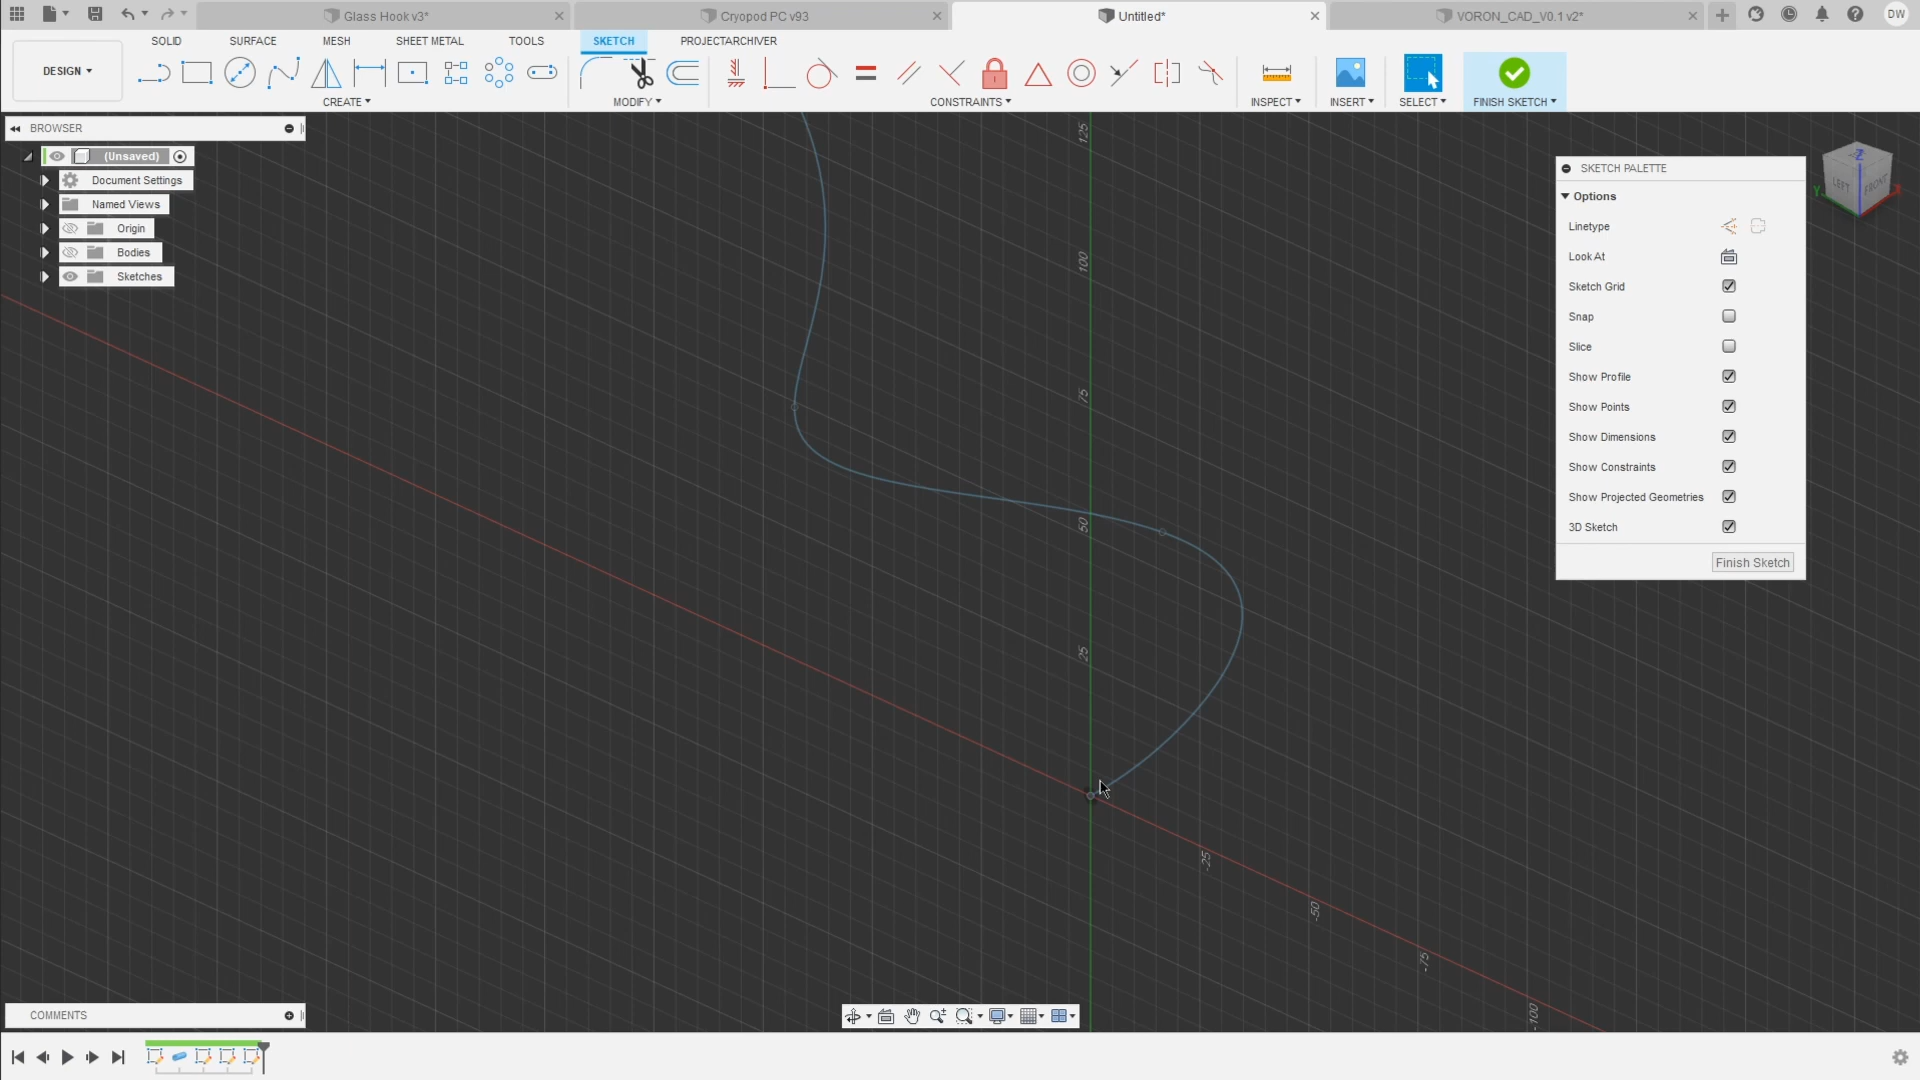 Glass Hook v3*
Cryopod PC v93
Untitled*
VORON_CAD_V0.1 v2*
DW
SOLID
SURFACE
MESH
SHEET METAL
TOOLS
SKETCH
PROJECTARCHIVER
DESIGN
CREATE
MODIFY
CONSTRAINTS
INSPECT
INSERT
SELECT
FINISH SKETCH
BROWSER
(Unsaved)
Document Settings
Named Views
Origin
Bodies
Sketches
125
100
75
50
25
-25
-50
-75
-100
SKETCH PALETTE
Options
Linetype
Look At
Sketch Grid
Snap
Slice
Show Profile
Show Points
Show Dimensions
Show Constraints
Show Projected Geometries
3D Sketch
Finish Sketch
Z
LEFT
FRONT
Y
X
COMMENTS